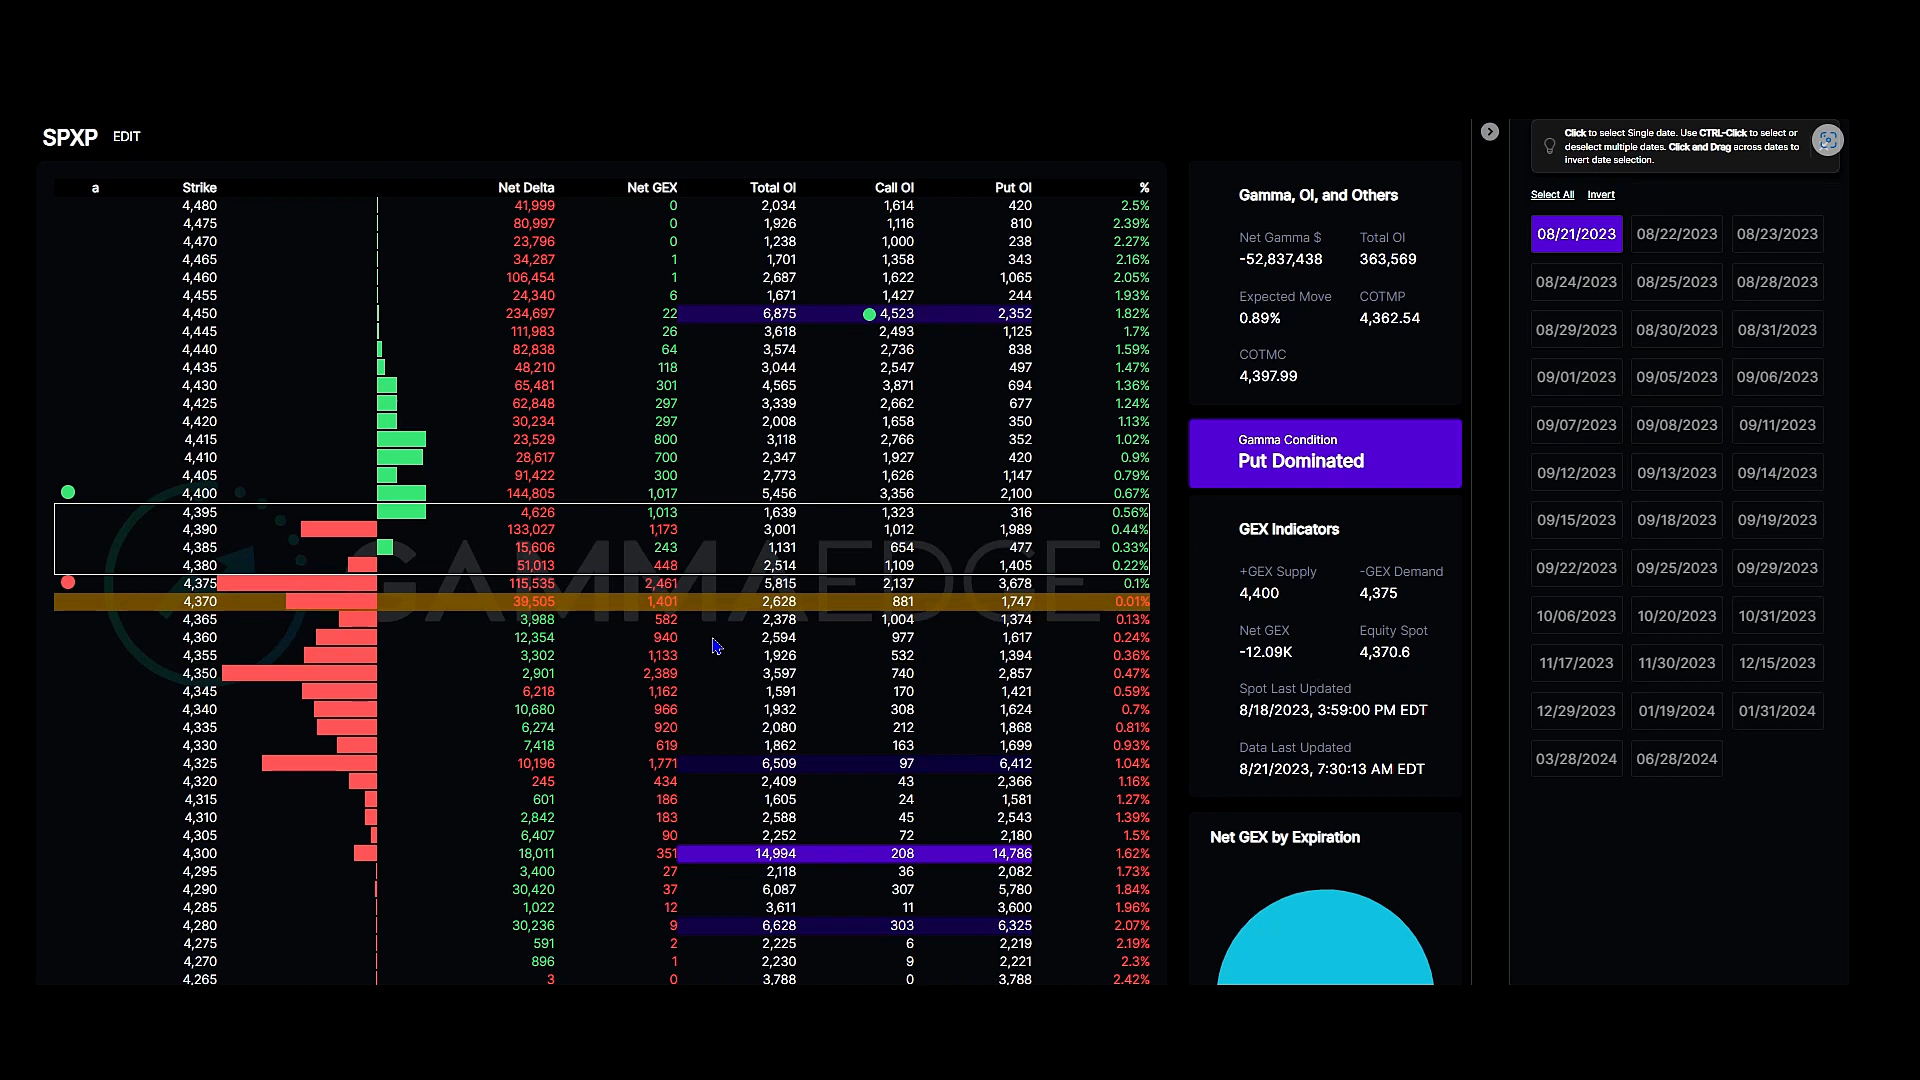 SPXP EDIT
a Strike Net Delta Net GEX Total OI Call OI Put OI %
4,480 41,999 0 2,034 1,614 420 2.5%
4,475 80,997 0 1,926 1,116 810 2.39%
4,470 23,796 0 1,238 1,000 238 2.27%
4,465 34,287 1 1,701 1,358 343 2.16%
4,460 106,454 1 2,687 1,622 1,065 2.05%
4,455 24,340 6 1,671 1,427 244 1.93%
4,450 234,697 22 6,875 4,523 2,352 1.82%
4,445 111,983 26 3,618 2,493 1,125 1.7%
4,440 82,838 64 3,574 2,736 838 1.59%
4,435 48,210 118 3,044 2,547 497 1.47%
4,430 65,481 301 4,565 3,871 694 1.36%
4,425 62,848 297 3,339 2,662 677 1.24%
4,420 30,234 297 2,008 1,658 350 1.13%
4,415 23,529 800 3,118 2,766 352 1.02%
4,410 28,617 700 2,347 1,927 420 0.9%
4,405 91,422 300 2,773 1,626 1,147 0.79%
4,400 144,805 1,017 5,456 3,356 2,100 0.67%
4,395 4,626 1,013 1,639 1,323 316 0.56%
4,390 133,027 1,173 3,001 1,012 1,989 0.44%
4,385 15,606 243 1,131 654 477 0.33%
4,380 51,013 448 2,514 1,109 1,405 0.22%
4,375 115,535 2,461 5,815 2,137 3,678 0.1%
4,370 39,505 1,401 2,628 881 1,747 0.01%
4,365 3,988 582 2,378 1,004 1,374 0.13%
4,360 12,354 940 2,594 977 1,617 0.24%
4,355 3,302 1,133 1,926 532 1,394 0.36%
4,350 2,901 2,389 3,597 740 2,857 0.47%
4,345 6,218 1,162 1,591 170 1,421 0.59%
4,340 10,680 966 1,932 308 1,624 0.7%
4,335 6,274 920 2,080 212 1,868 0.81%
4,330 7,418 619 1,862 163 1,699 0.93%
4,325 10,196 1,771 6,509 97 6,412 1.04%
4,320 245 434 2,409 43 2,366 1.16%
4,315 601 186 1,605 24 1,581 1.27%
4,310 2,842 183 2,588 45 2,543 1.39%
4,305 6,407 90 2,252 72 2,180 1.5%
4,300 18,011 351 14,994 208 14,786 1.62%
4,295 3,400 27 2,118 36 2,082 1.73%
4,290 30,420 37 6,087 307 5,780 1.84%
4,285 1,022 12 3,611 11 3,600 1.96%
4,280 30,236 9 6,628 303 6,325 2.07%
4,275 591 2 2,225 6 2,219 2.19%
4,270 896 1 2,230 9 2,221 2.3%
4,265 3 0 3,788 0 3,788 2.42%
GAMMAEDGE
Gamma, OI, and Others
Net Gamma $ Total OI
-52,837,438 363,569
Expected Move COTMP
0.89% 4,362.54
COTMC
4,397.99
Gamma Condition
Put Dominated
GEX Indicators
+GEX Supply -GEX Demand
4,400 4,375
Net GEX Equity Spot
-12.09K 4,370.6
Spot Last Updated
8/18/2023, 3:59:00 PM EDT
Data Last Updated
8/21/2023, 7:30:13 AM EDT
Net GEX by Expiration
Click to select Single date. Use CTRL-Click to select or
deselect multiple dates. Click and Drag across dates to
invert date selection.
Select All Invert
08/21/2023 08/22/2023 08/23/2023
08/24/2023 08/25/2023 08/28/2023
08/29/2023 08/30/2023 08/31/2023
09/01/2023 09/05/2023 09/06/2023
09/07/2023 09/08/2023 09/11/2023
09/12/2023 09/13/2023 09/14/2023
09/15/2023 09/18/2023 09/19/2023
09/22/2023 09/25/2023 09/29/2023
10/06/2023 10/20/2023 10/31/2023
11/17/2023 11/30/2023 12/15/2023
12/29/2023 01/19/2024 01/31/2024
03/28/2024 06/28/2024